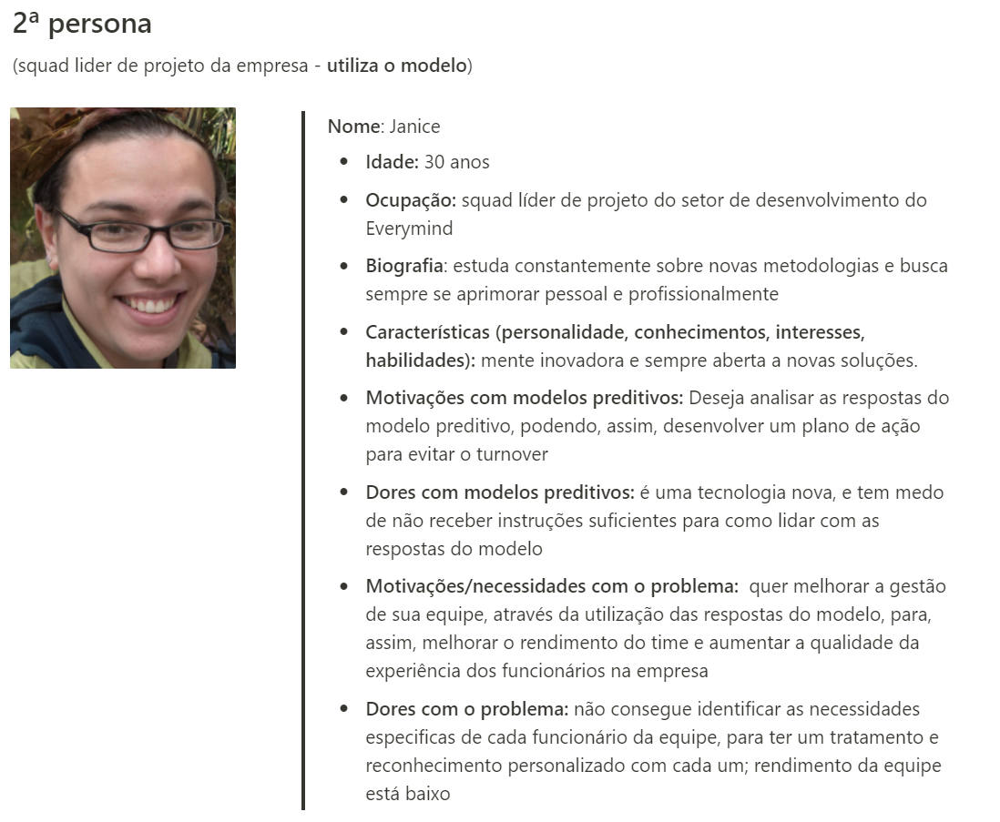 2ª persona
(squad lider de projeto da empresa - utiliza o modelo)
Nome: Janice
• Idade: 30 anos
• Ocupação: squad líder de projeto do setor de desenvolvimento do
Everymind
• Biografia: estuda constantemente sobre novas metodologias e busca
sempre se aprimorar pessoal e profissionalmente
• Características (personalidade, conhecimentos, interesses,
habilidades): mente inovadora e sempre aberta a novas soluções.
• Motivações com modelos preditivos: Deseja analisar as respostas do
modelo preditivo, podendo, assim, desenvolver um plano de ação
para evitar o turnover
• Dores com modelos preditivos: é uma tecnologia nova, e tem medo
de não receber instruções suficientes para como lidar com as
respostas do modelo
• Motivações/necessidades com o problema: quer melhorar a gestão
de sua equipe, através da utilização das respostas do modelo, para,
assim, melhorar o rendimento do time e aumentar a qualidade da
experiência dos funcionários na empresa
• Dores com o problema: não consegue identificar as necessidades
especificas de cada funcionário da equipe, para ter um tratamento e
reconhecimento personalizado com cada um; rendimento da equipe
está baixo